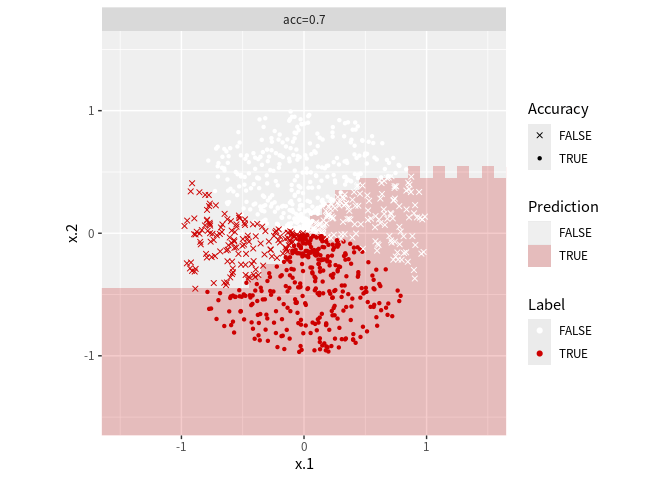 acc=0.7
1
0
-1
x.2
-1
0
1
x.1
Accuracy
FALSE
TRUE
Prediction
FALSE
TRUE
Label
FALSE
TRUE